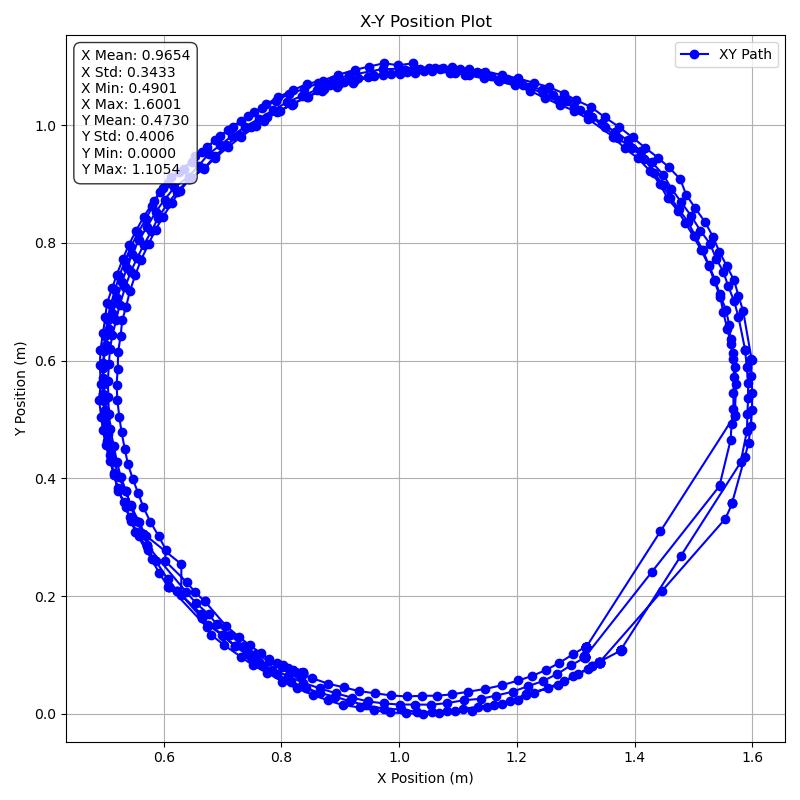 X-Y Position Plot
X Mean: 0.9654
X Std: 0.3433
X Min: 0.4901
X Max: 1.6001
Y Mean: 0.4730
Y Std: 0.4006
Y Min: 0.0000
Y Max: 1.1054
XY Path
1.0
0.8
0.6
0.4
0.2
0.0
Y Position (m)
0.6 0.8 1.0 1.2 1.4 1.6
X Position (m)